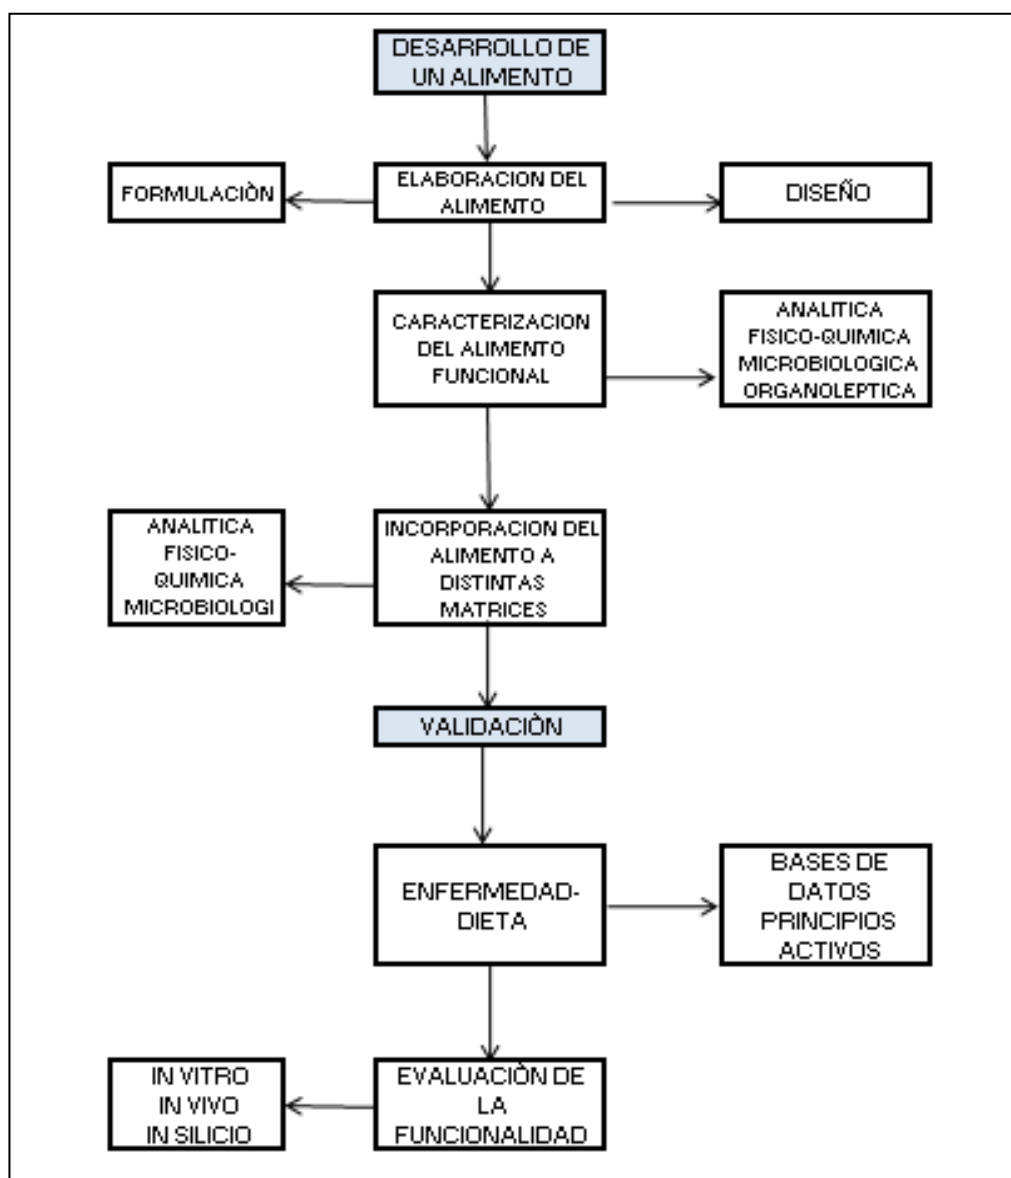 DESARROLLO DE
UN ALIMENTO
FORMULACIÒN
ELABORACION DEL
ALIMENTO
DISEÑO
CARACTERIZACION
DEL ALIMENTO
FUNCIONAL
ANALITICA
FISICO-QUIMICA
MICROBIOLOGICA
ORGANOLEPTICA
ANALITICA
FISICO-
QUIMICA
MICROBIOLOGI
INCORPORACION DEL
ALIMENTO A
DISTINTAS
MATRICES
VALIDACIÒN
ENFERMEDAD-
DIETA
BASES DE
DATOS
PRINCIPIOS
ACTIVOS
IN VITRO
IN VIVO
IN SILICIO
EVALUACIÒN DE
LA
FUNCIONALIDAD